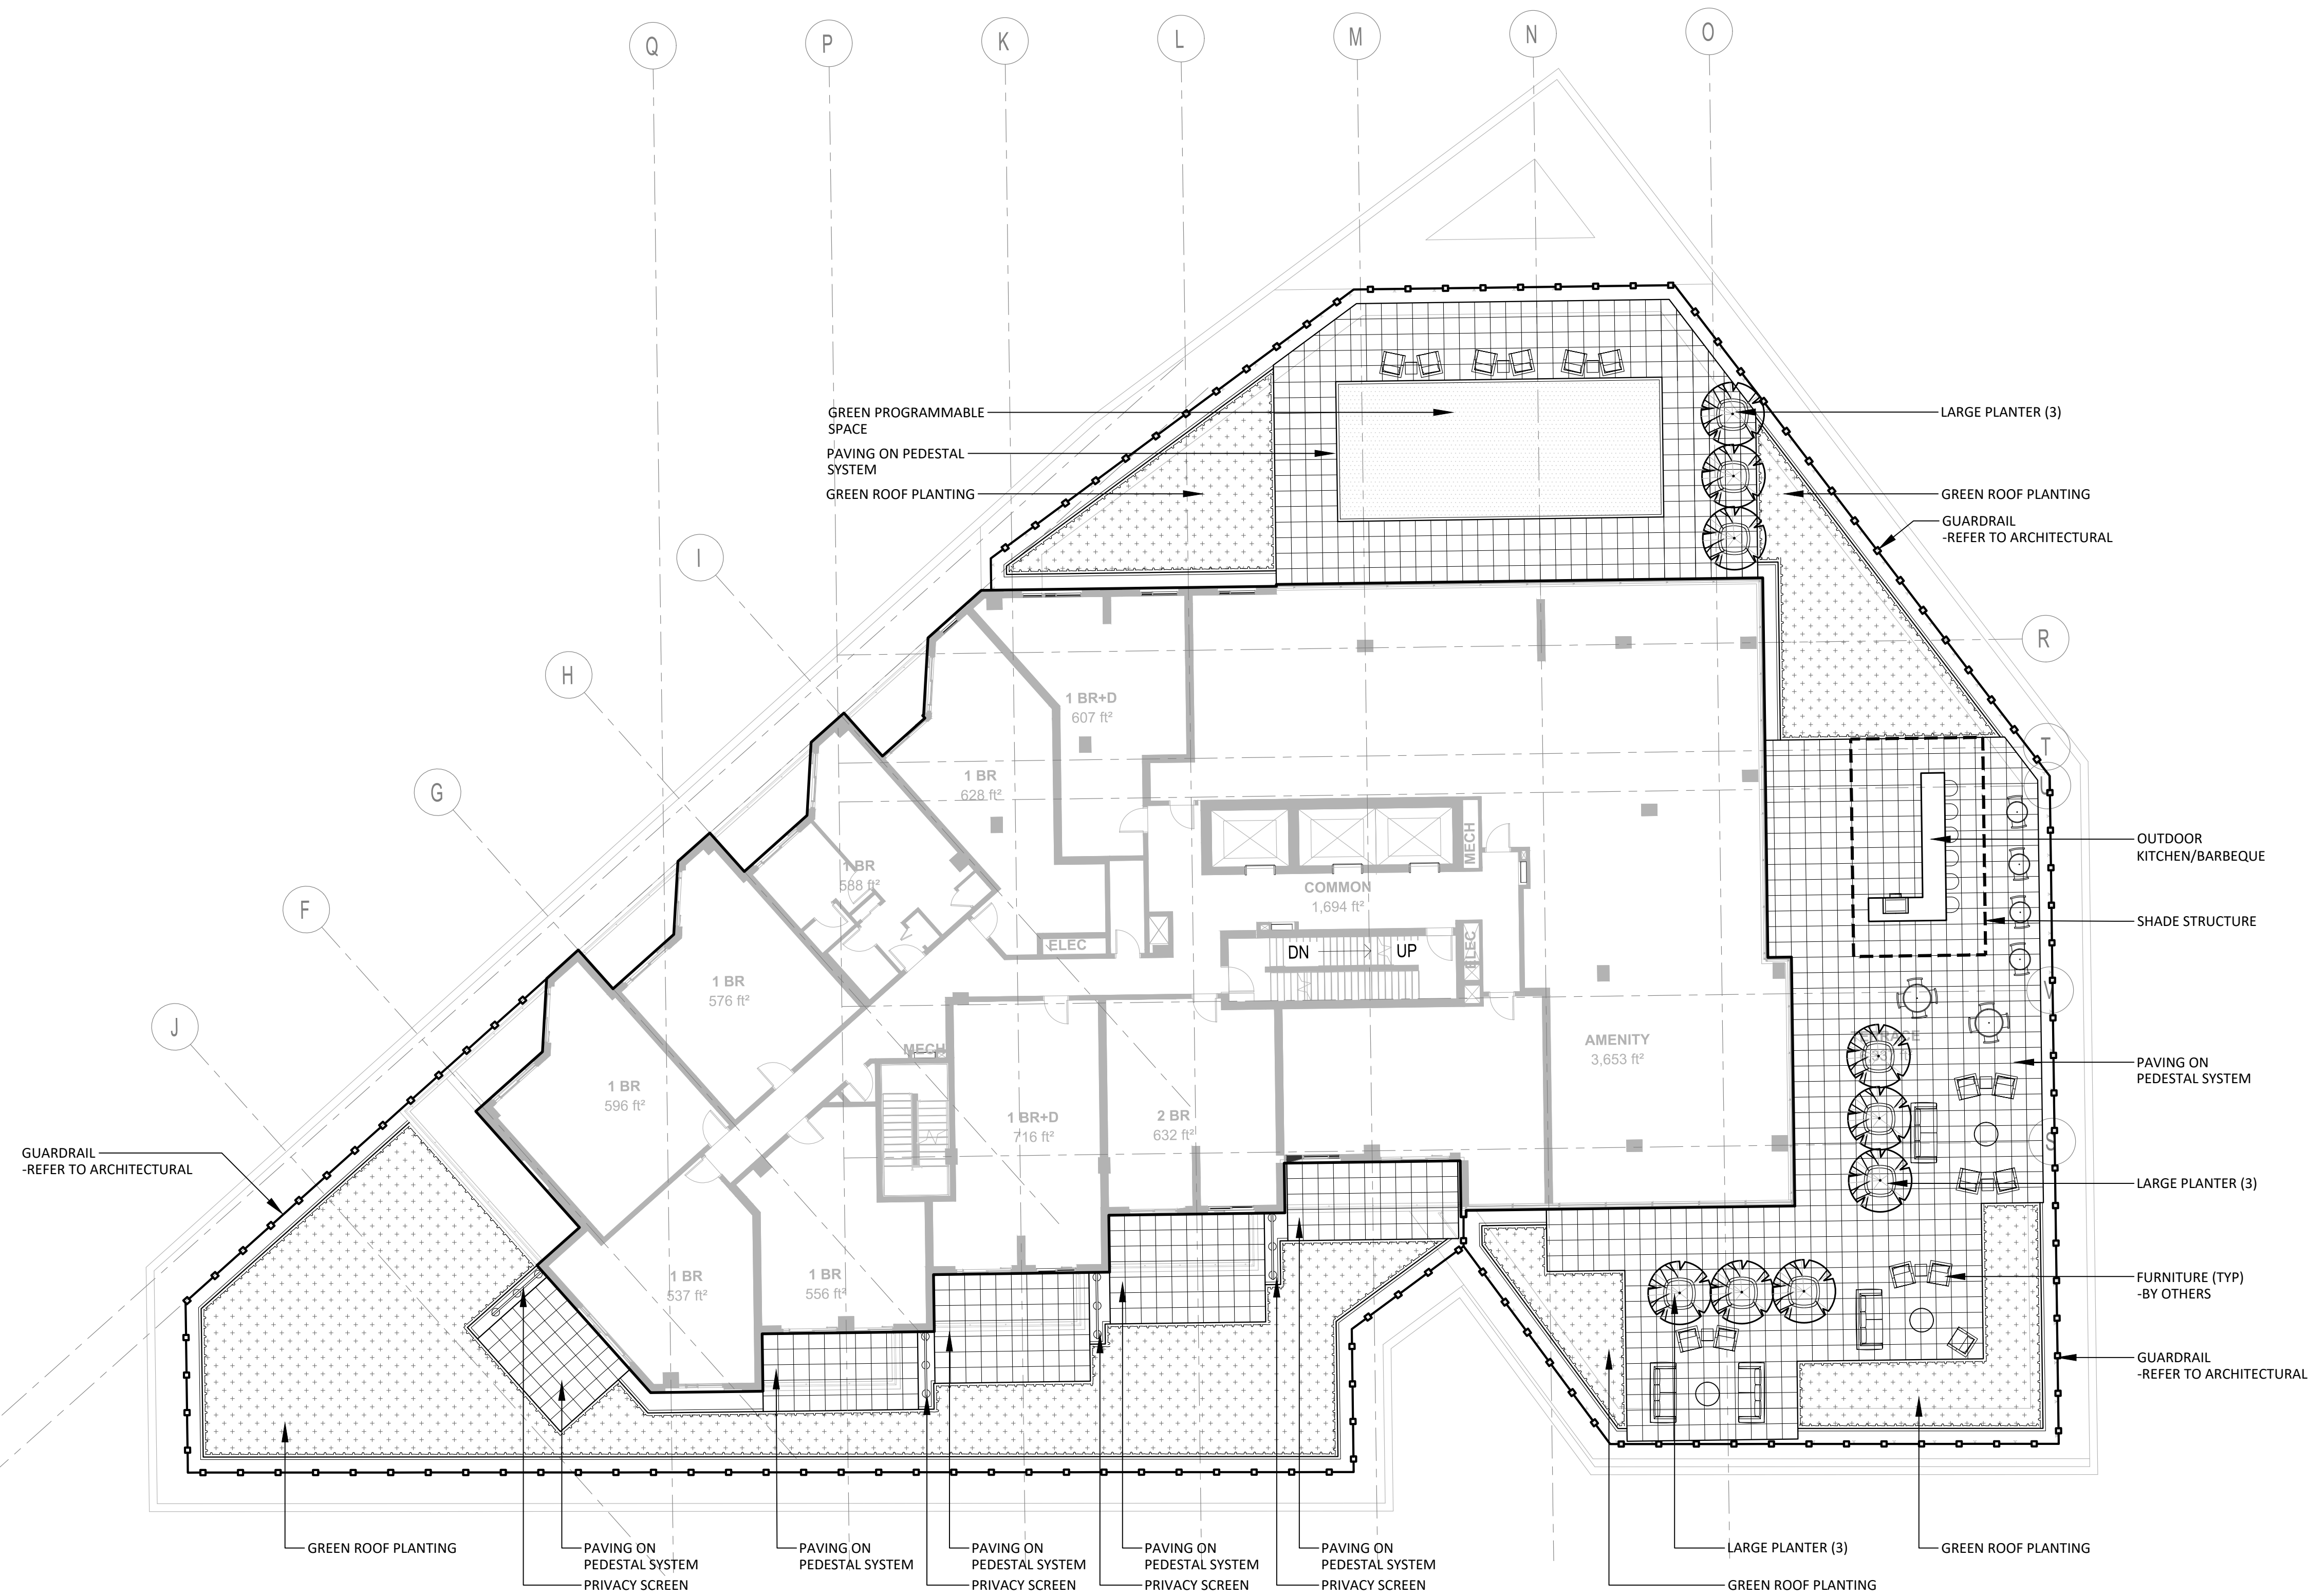 Q
P
K
L
M
N
O
GREEN PROGRAMMABLE
SPACE
PAVING ON PEDESTAL
SYSTEM
GREEN ROOF PLANTING
LARGE PLANTER (3)
GREEN ROOF PLANTING
GUARDRAIL
-REFER TO ARCHITECTURAL
I
H
G
F
J
R
T
V
S
1 BR+D
607 ft²
1 BR
628 ft²
1 BR
588 ft²
1 BR
576 ft²
1 BR
596 ft²
1 BR
537 ft²
1 BR
556 ft²
1 BR+D
716 ft²
2 BR
632 ft²
MECH
COMMON
1,694 ft²
ELEC
DN
UP
ELEC
MECH
AMENITY
3,653 ft²
OUTDOOR
KITCHEN/BARBEQUE
SHADE STRUCTURE
PAVING ON
PEDESTAL SYSTEM
LARGE PLANTER (3)
FURNITURE (TYP)
-BY OTHERS
GUARDRAIL
-REFER TO ARCHITECTURAL
GUARDRAIL
-REFER TO ARCHITECTURAL
GREEN ROOF PLANTING
PAVING ON
PEDESTAL SYSTEM
PRIVACY SCREEN
PAVING ON
PEDESTAL SYSTEM
PAVING ON
PEDESTAL SYSTEM
PRIVACY SCREEN
PAVING ON
PEDESTAL SYSTEM
PRIVACY SCREEN
PAVING ON
PEDESTAL SYSTEM
PRIVACY SCREEN
LARGE PLANTER (3)
GREEN ROOF PLANTING
GREEN ROOF PLANTING